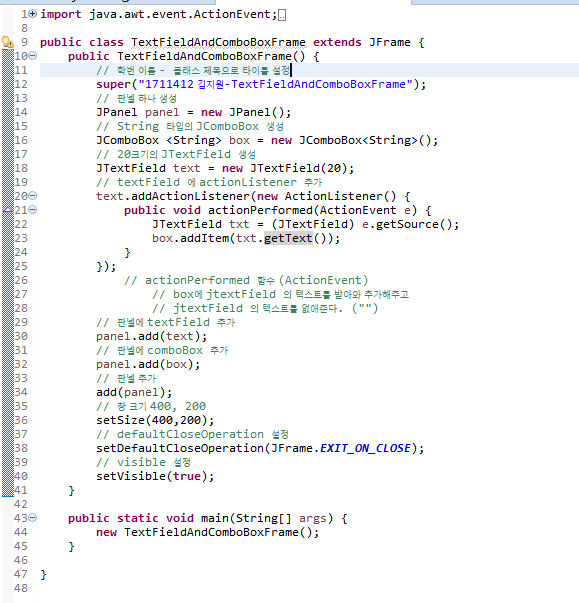 1 import java.awt.event.ActionEvent;
8
9 public class TextFieldAndComboBoxFrame extends JFrame {
10 public TextFieldAndComboBoxFrame() {
11 // 학번 이름 - 클래스 제목으로 타이틀 설정
12 super("1711412 김지원-TextFieldAndComboBoxFrame");
13 // 판넬 하나 생성
14 JPanel panel = new JPanel();
15 // String 타입의 JComboBox 생성
16 JComboBox <String> box = new JComboBox<String>();
17 // 20크기의 JTextField 생성
18 JTextField text = new JTextField(20);
19 // textField 에 actionListener 추가
20 text.addActionListener(new ActionListener() {
21 public void actionPerformed(ActionEvent e) {
22 JTextField txt = (JTextField) e.getSource();
23 box.addItem(txt.getText());
24 }
25 });
26 // actionPerformed 함수 (ActionEvent)
27 // box에 jtextField 의 텍스트를 받아와 추가해주고
28 // jtextField 의 텍스트를 없애준다. ("")
29 // 판넬에 textField 추가
30 panel.add(text);
31 // 판넬에 comboBox 추가
32 panel.add(box);
33 // 판넬 추가
34 add(panel);
35 // 창 크기 400, 200
36 setSize(400,200);
37 // defaultCloseOperation 설정
38 setDefaultCloseOperation(JFrame.EXIT_ON_CLOSE);
39 // visible 설정
40 setVisible(true);
41 }
42
43 public static void main(String[] args) {
44 new TextFieldAndComboBoxFrame();
45 }
46
47 }
48